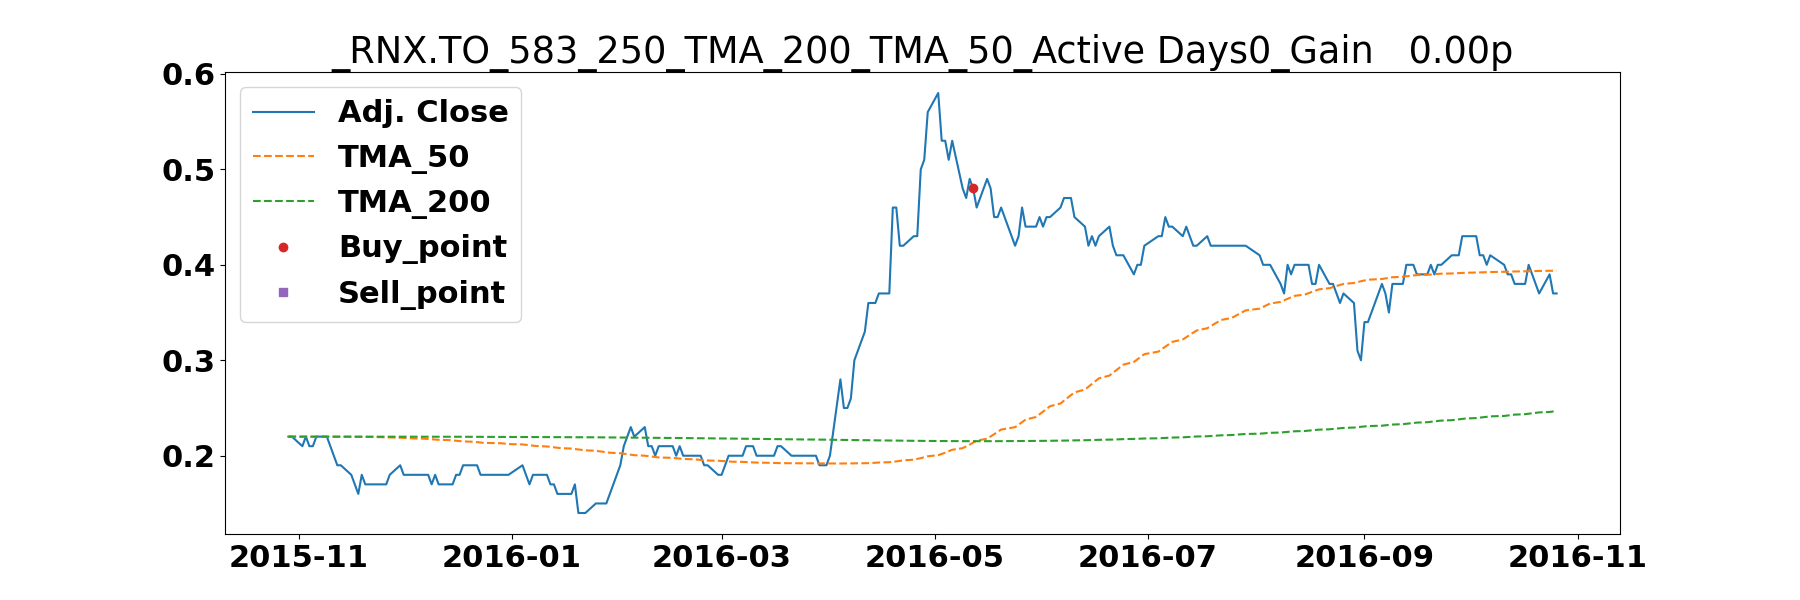 _RNX.TO_583_250_TMA_200_TMA_50_Active Days0_Gain   0.00p
0.6
0.5
0.4
0.3
0.2
Adj. Close
TMA_50
TMA_200
Buy_point
Sell_point
2015-11 2016-01 2016-03 2016-05 2016-07 2016-09 2016-11